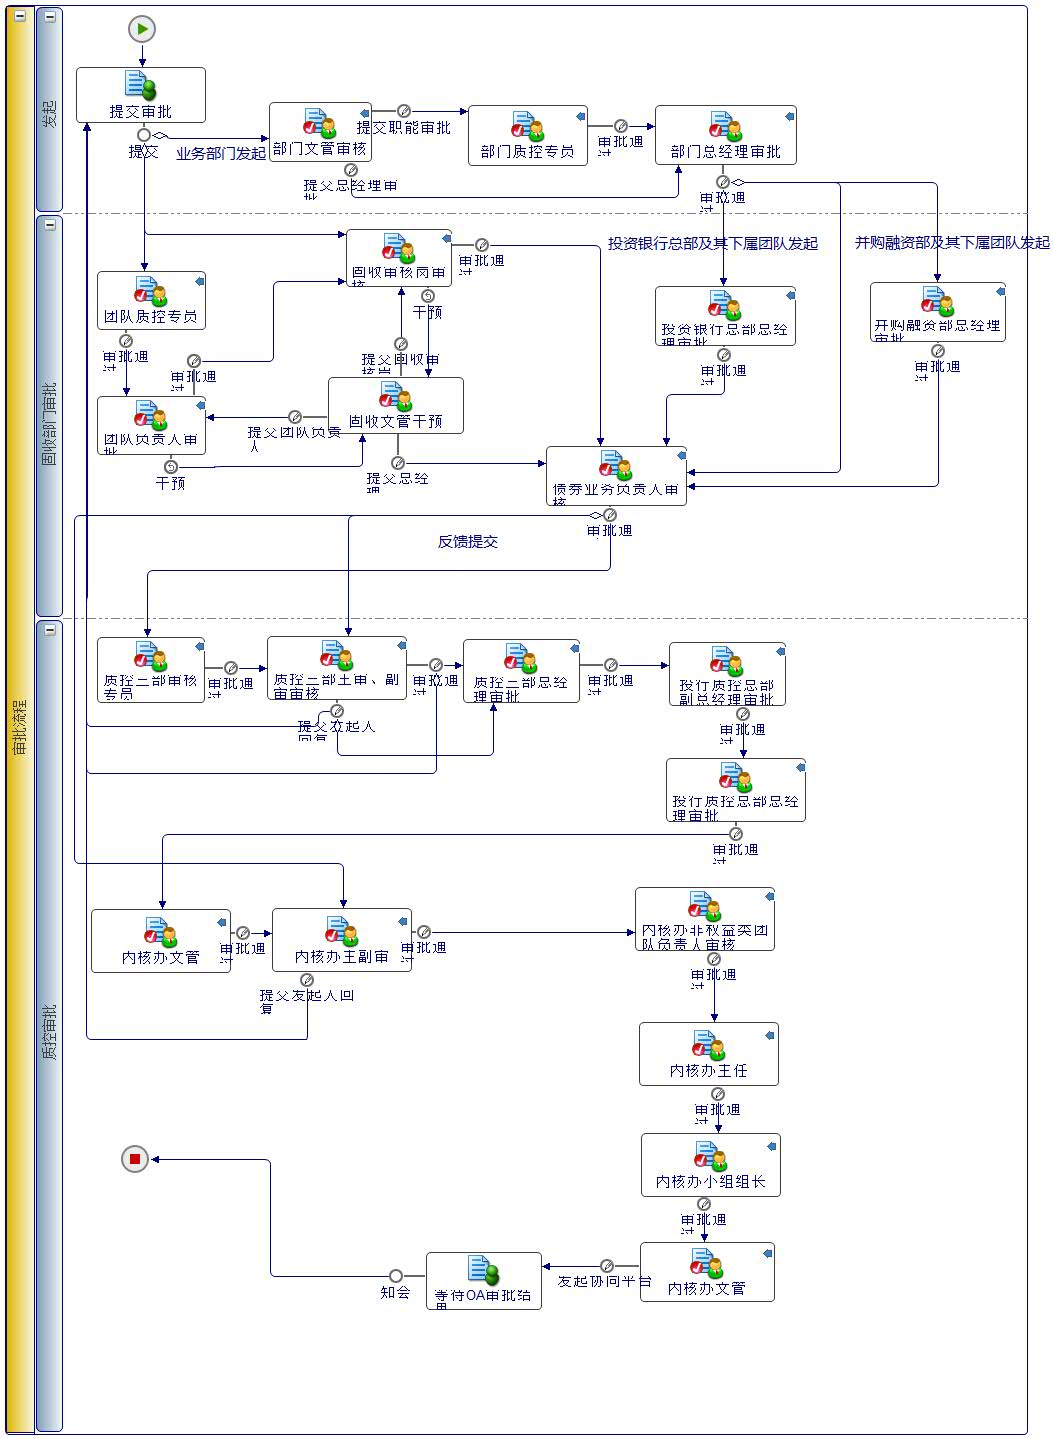 审批流程
发起
提交审批
提交
业务部门发起
部门文管审核
提交职能审批
提交总经理审
批
部门质控专员
审批通
过
部门总经理审批
审批通
过
投资银行总部及其下属团队发起
并购融资部及其下属团队发起
固收部门审批
团队质控专员
审批通
过
审批通
过
团队负责人审
批
干预
固收审核岗审
核
审批通
过
干预
提交固收审
核岗
固收文管干预
提交团队负责
人
提交总经
理
投资银行总部总经
理审批
审批通
过
并购融资部总经理
审批
审批通
过
债券业务负责人审
核
审批通
过
反馈提交
质控审批
质控二部审核
专员
审批通
过
质控二部主审、副
审审核
审批通
过
提交发起人
回复
质控二部总经
理审批
审批通
过
投行质控总部
副总经理审批
审批通
过
投行质控总部总经
理审批
审批通
过
内核办文管
审批通
过
内核办主副审
审批通
过
提交发起人回
复
内核办非权益类团
队负责人审核
审批通
过
内核办主任
审批通
过
内核办小组组长
审批通
过
内核办文管
发起协同平台
等待OA审批结
果
知会